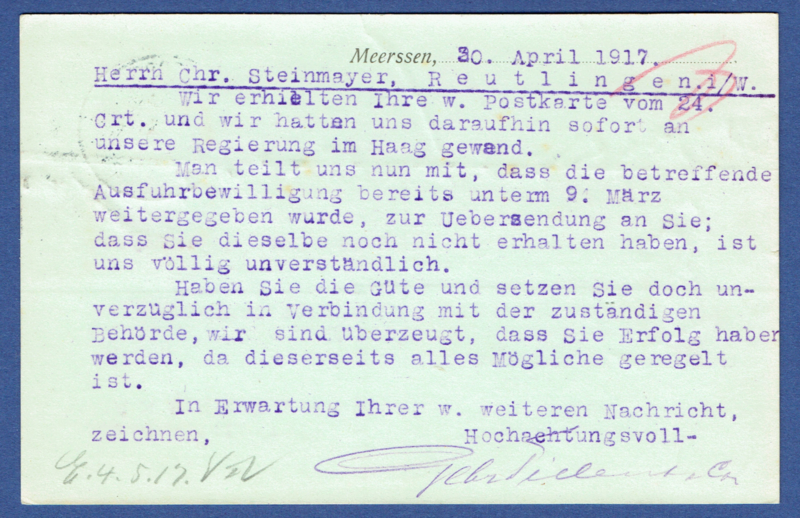 Meerssen, 30. April 1917.
Herrn Chr. Steinmayer, Reutlingen i/W.
Wir erhielten Ihre w. Postkarte vom 24.
Crt. und wir hatten uns daraufhin sofort an
unsere Regierung im Haag gewand.
Man teilt uns nun mit, dass die betreffende
Ausfuhrbewilligung bereits unterm 9. März
weitergegeben wurde, zur Uebersendung an Sie;
dass Sie dieselbe noch nicht erhalten haben, ist
uns völlig unverständlich.
Haben Sie die Güte und setzen Sie doch un-
verzüglich in Verbindung mit der zuständigen
Behörde, wir sind überzeugt, dass Sie Erfolg haben
werden, da dieserseits alles Mögliche geregelt
ist.
In Erwartung Ihrer w. weiteren Nachricht,
zeichnen, Hochachtungsvoll-
E. 4.5.17.